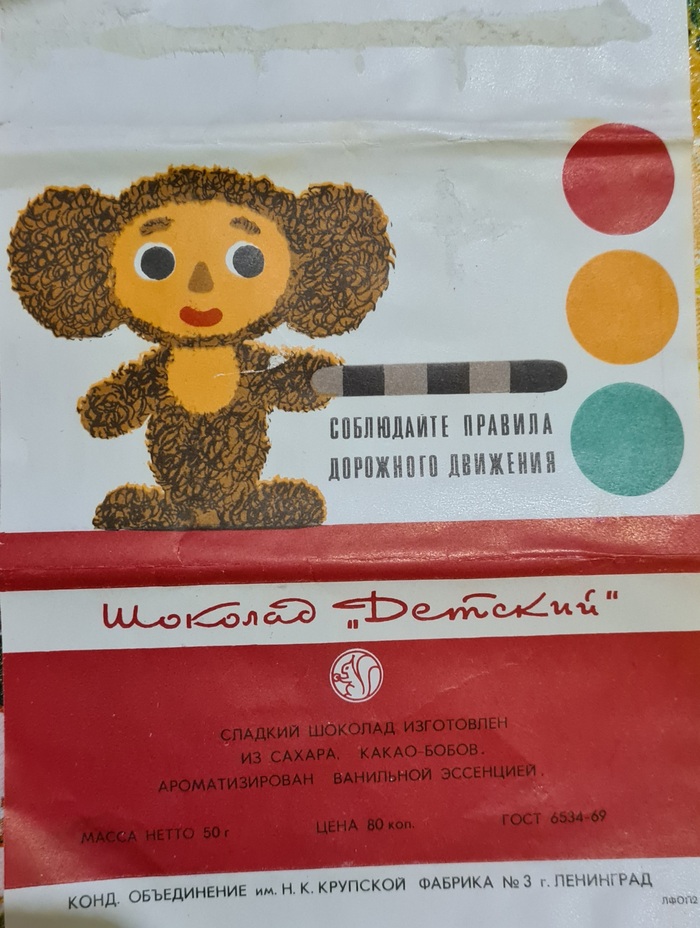 СОБЛЮДАЙТЕ ПРАВИЛА
ДОРОЖНОГО ДВИЖЕНИЯ
Шоколад „Детский"
СЛАДКИЙ ШОКОЛАД ИЗГОТОВЛЕН
ИЗ САХАРА, КАКАО-БОБОВ.
АРОМАТИЗИРОВАН ВАНИЛЬНОЙ ЭССЕНЦИЕЙ.
МАССА НЕТТО 50 г ЦЕНА 80 коп. ГОСТ 6534-69
КОНД. ОБЪЕДИНЕНИЕ им. Н. К. КРУПСКОЙ ФАБРИКА № 3 г. ЛЕНИНГРАД
ЛФОП2